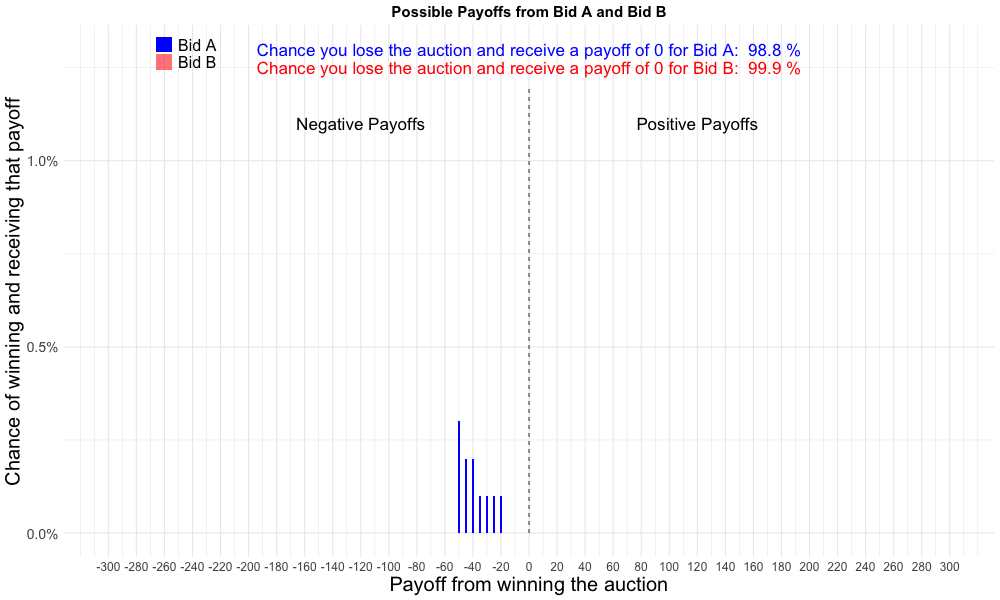 Possible Payoffs from Bid A and Bid B
Bid A
Bid B
Chance you lose the auction and receive a payoff of 0 for Bid A: 98.8 %
Chance you lose the auction and receive a payoff of 0 for Bid B: 99.9 %
Negative Payoffs
Positive Payoffs
Chance of winning and receiving that payoff
1.0%
0.5%
0.0%
-300 -280 -260 -240 -220 -200 -180 -160 -140 -120 -100 -80 -60 -40 -20 0 20 40 60 80 100 120 140 160 180 200 220 240 260 280 300
Payoff from winning the auction